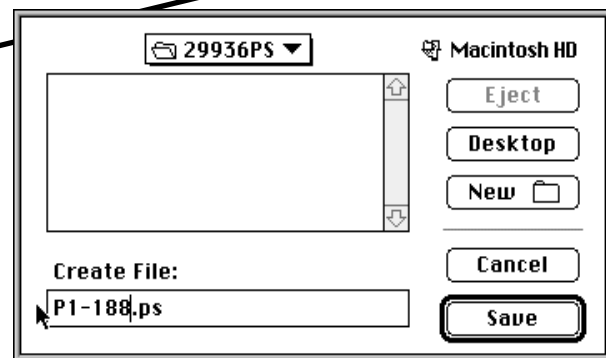 29936PS
Macintosh HD
Eject
Desktop
New
Create File:
Cancel
P1-188.ps
Save